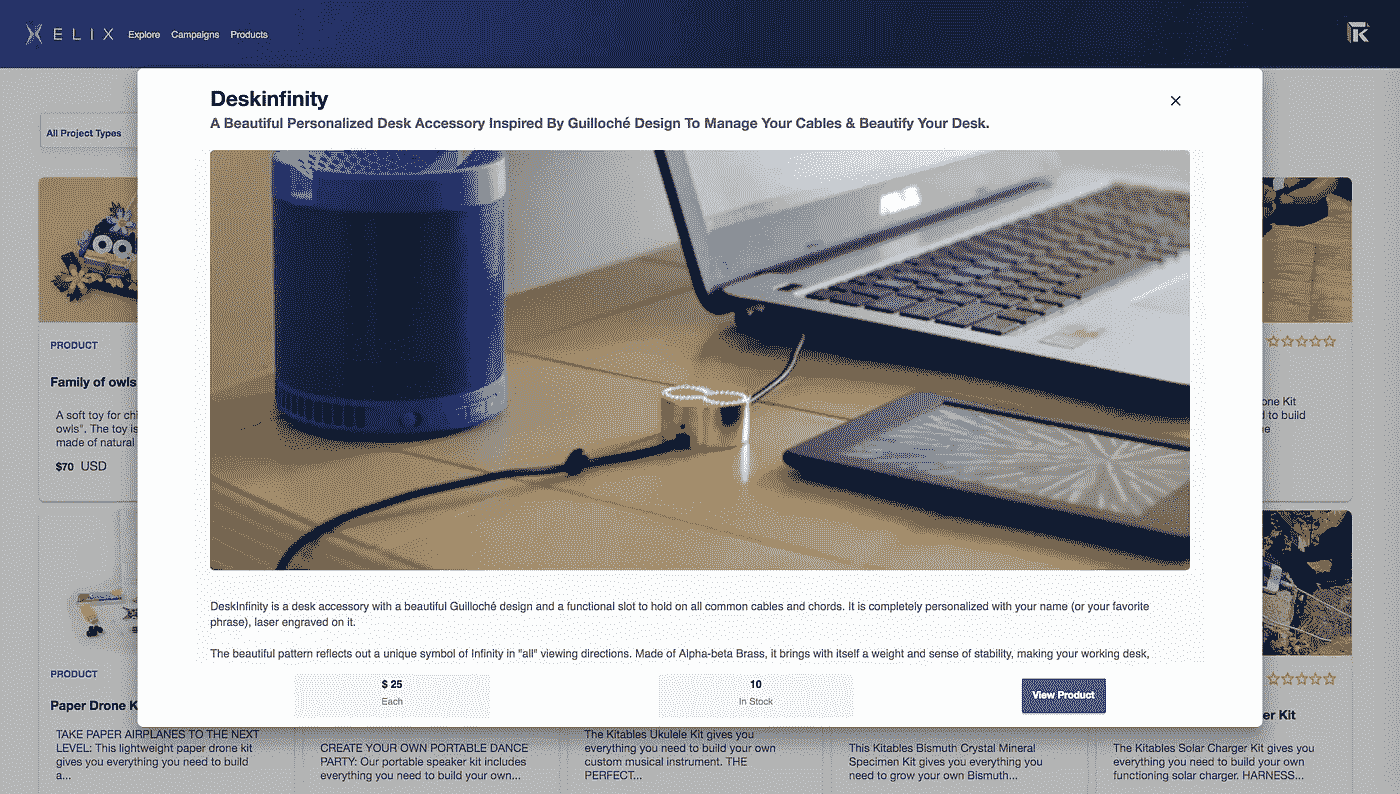 ELIX Explore Campaigns Products
Deskinfinity
A Beautiful Personalized Desk Accessory Inspired By Guilloché Design To Manage Your Cables & Beautify Your Desk.
All Project Types
PRODUCT
Family of owls
A soft toy for chi
owls". The toy is
made of natural
$70 USD
one Kit
to build
e
DeskInfinity is a desk accessory with a beautiful Guilloché design and a functional slot to hold on all common cables and chords. It is completely personalized with your name (or your favorite
phrase), laser engraved on it.
The beautiful pattern reflects out a unique symbol of Infinity in "all" viewing directions. Made of Alpha-beta Brass, it brings with itself a weight and sense of stability, making your working desk,
$ 25
Each
10
In Stock
View Product
PRODUCT
Paper Drone K
TAKE PAPER AIRPLANES TO THE NEXT
LEVEL: This lightweight paper drone kit
gives you everything you need to build
a...
CREATE YOUR OWN PORTABLE DANCE
PARTY: Our portable speaker kit includes
everything you need to build your own...
The Kitables Ukulele Kit gives you
everything you need to build your own
custom musical instrument. THE
PERFECT...
This Kitables Bismuth Crystal Mineral
Specimen Kit gives you everything you
need to grow your own Bismuth...
er Kit
The Kitables Solar Charger Kit gives you
everything you need to build your own
functioning solar charger. HARNESS...